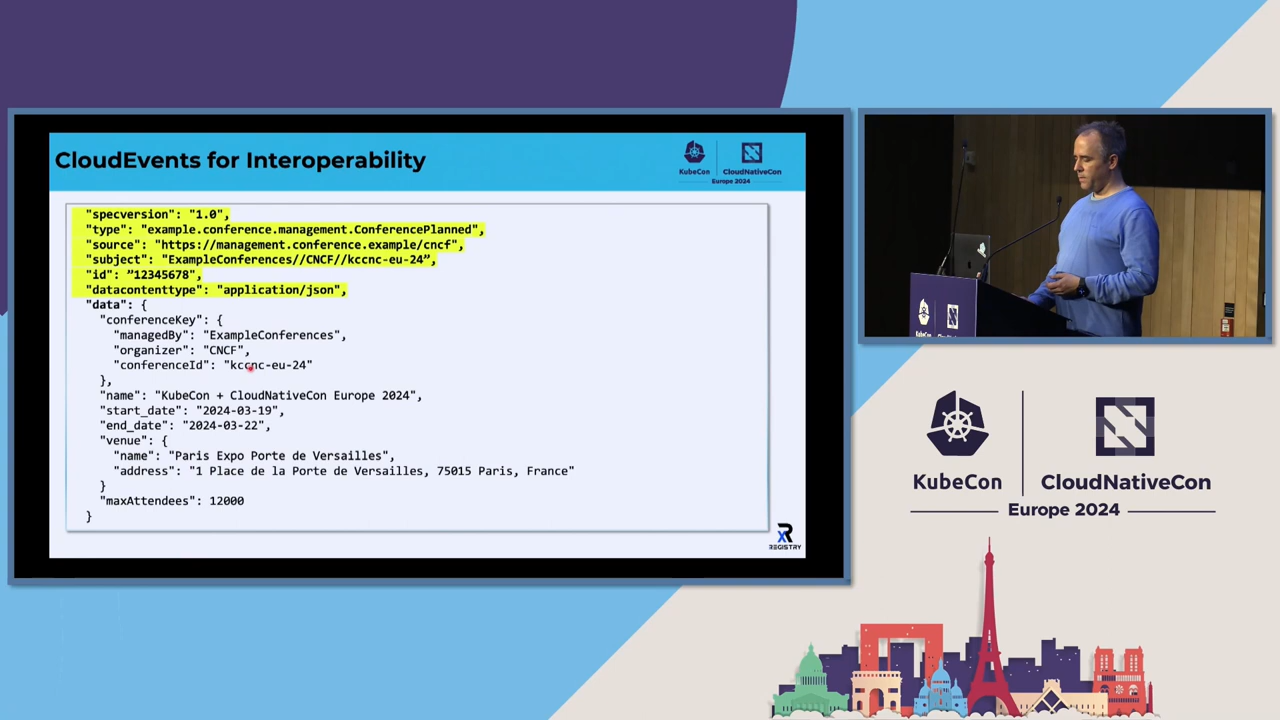 CloudEvents for Interoperability
KubeCon
CloudNativeCon
Europe 2024
"specversion": "1.0",
"type": "example.conference.management.ConferencePlanned",
"source": "https://management.conference.example/cncf",
"subject": "ExampleConferences//CNCF//kccnc-eu-24”,
"id": ”12345678",
"datacontenttype": "application/json",
"data": {
"conferenceKey": {
"managedBy": "ExampleConferences",
"organizer": "CNCF",
"conferenceId": "kccnc-eu-24"
},
"name": "KubeCon + CloudNativeCon Europe 2024",
"start_date": "2024-03-19",
"end_date": "2024-03-22",
"venue": {
"name": "Paris Expo Porte de Versailles",
"address": "1 Place de la Porte de Versailles, 75015 Paris, France"
}
"maxAttendees": 12000
}
xR
REGISTRY
KubeCon
CloudNativeCon
Europe 2024